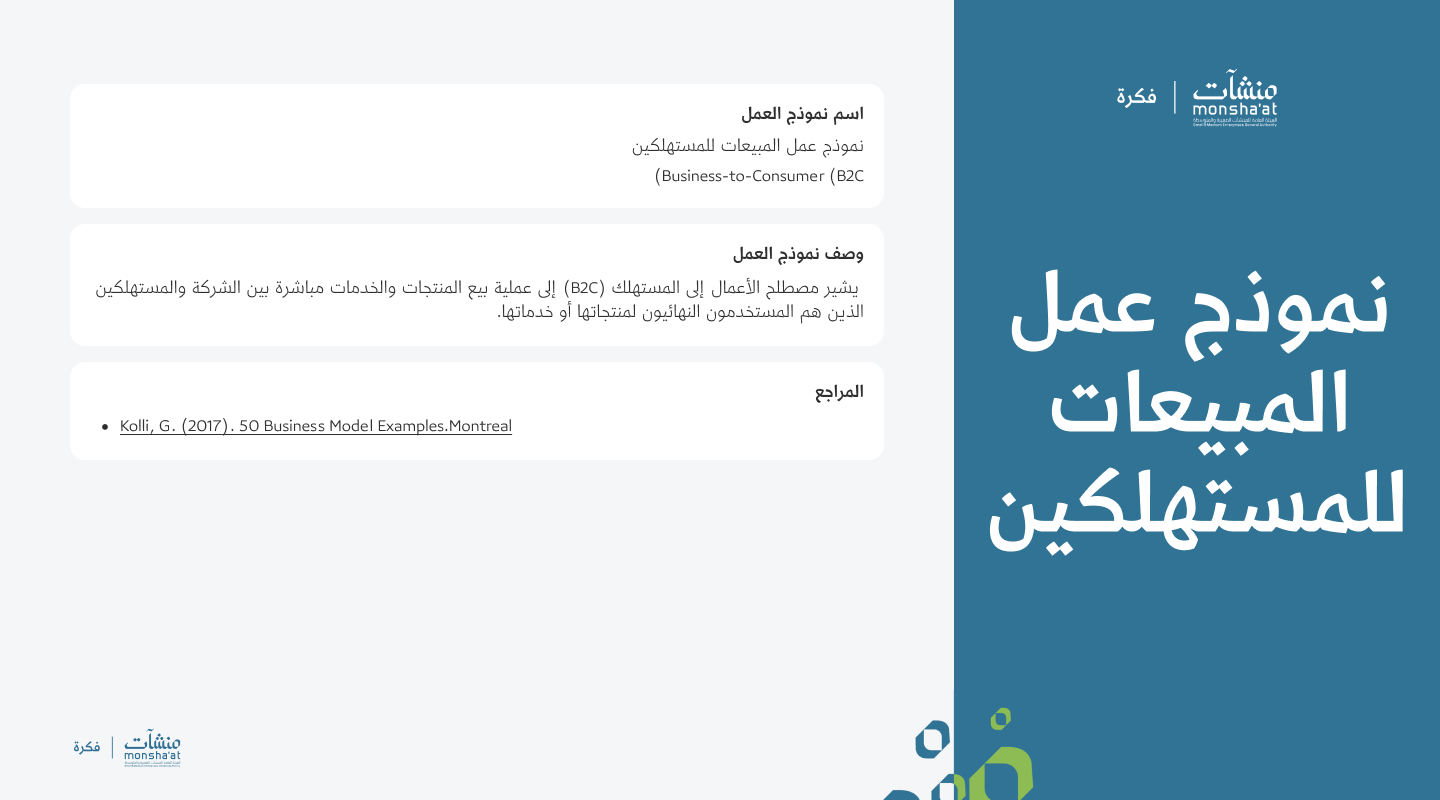 منشآت
monsha'at
الهيئة العامة للمنشآت الصغيرة والمتوسطة
Small & Medium Enterprises General Authority
فكرة
نموذج عمل
المبيعات
للمستهلكين
اسم نموذج العمل
نموذج عمل المبيعات للمستهلكين
(Business-to-Consumer (B2C
وصف نموذج العمل
يشير مصطلح الأعمال إلى المستهلك (B2C) إلى عملية بيع المنتجات والخدمات مباشرة بين الشركة والمستهلكين
الذين هم المستخدمون النهائيون لمنتجاتها أو خدماتها.
المراجع
• Kolli, G. (2017). 50 Business Model Examples.Montreal
منشآت
monsha'at
فكرة